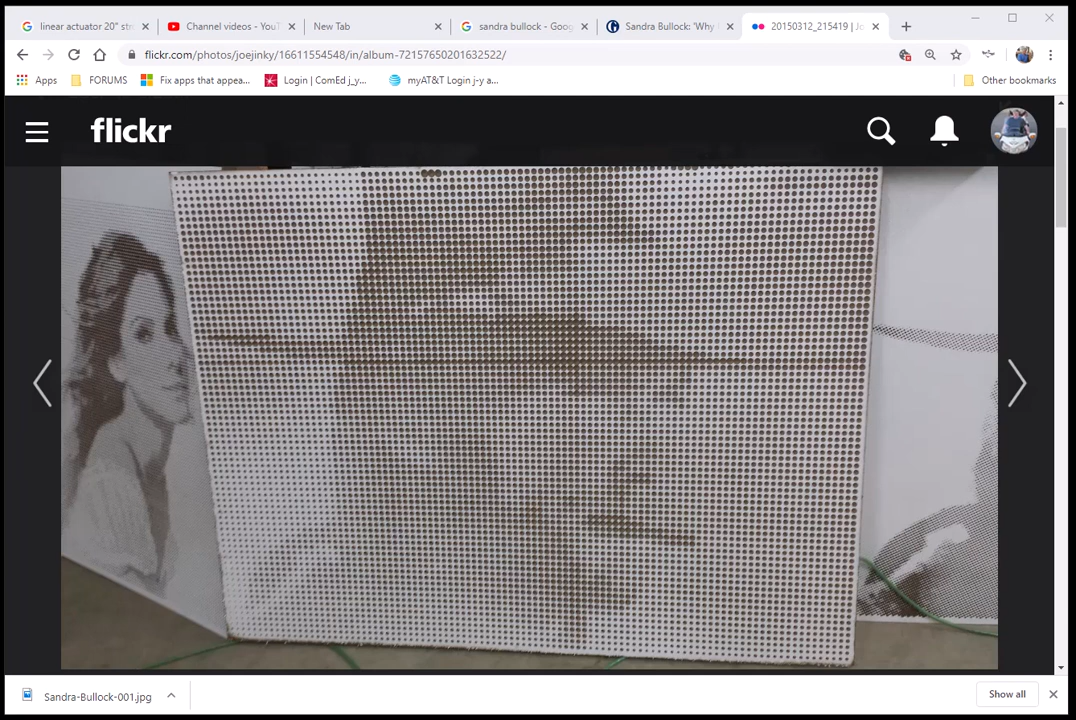 linear actuator 20" str
Channel videos - YouT
New Tab
sandra bullock - Goog
Sandra Bullock: 'Why
20150312_215419 | Jo
flickr.com/photos/joejinky/16611554548/in/album-72157650201632522/
Apps
FORUMS
Fix apps that appea...
Login | ComEd j_y...
myAT&T Login j-y a...
Other bookmarks
flickr
Sandra-Bullock-001.jpg
Show all